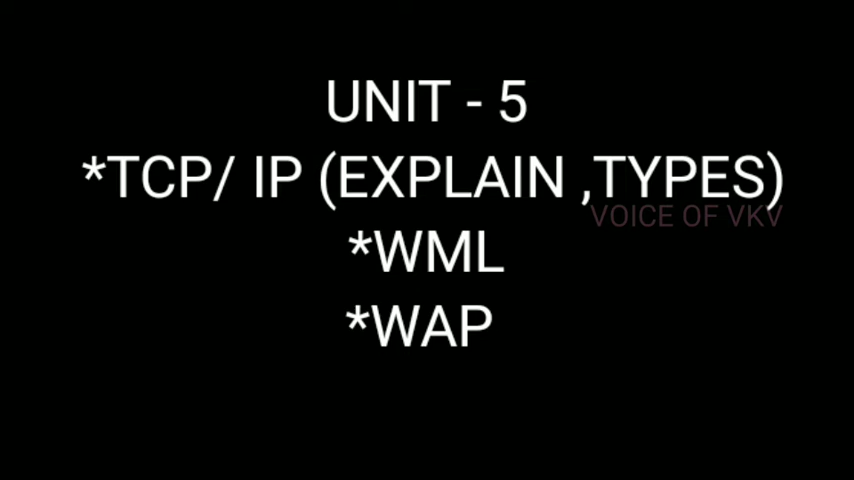 UNIT - 5
*TCP/ IP (EXPLAIN ,TYPES)
VOICE OF VKV
*WML
*WAP